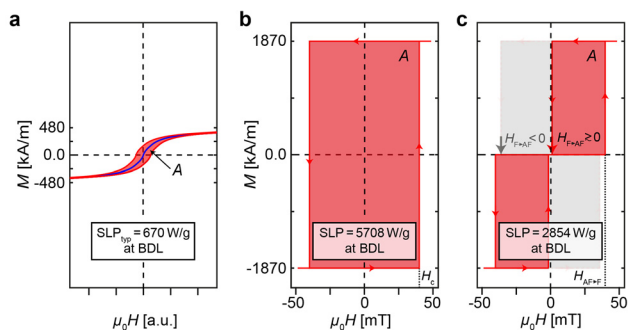 a
b
c
M [kA/m]
480
0.0
-480
A
SLPtyp = 670 W/g
at BDL
μ0H [a.u.]
M [kA/m]
1870
0.0
-1870
A
SLP = 5708 W/g
at BDL
Hc
-50
0
50
μ0H [mT]
A
HF▸AF<0
HF▸AF≥0
SLP = 2854 W/g
at BDL
HAF▸F
-50
0
50
μ0H [mT]